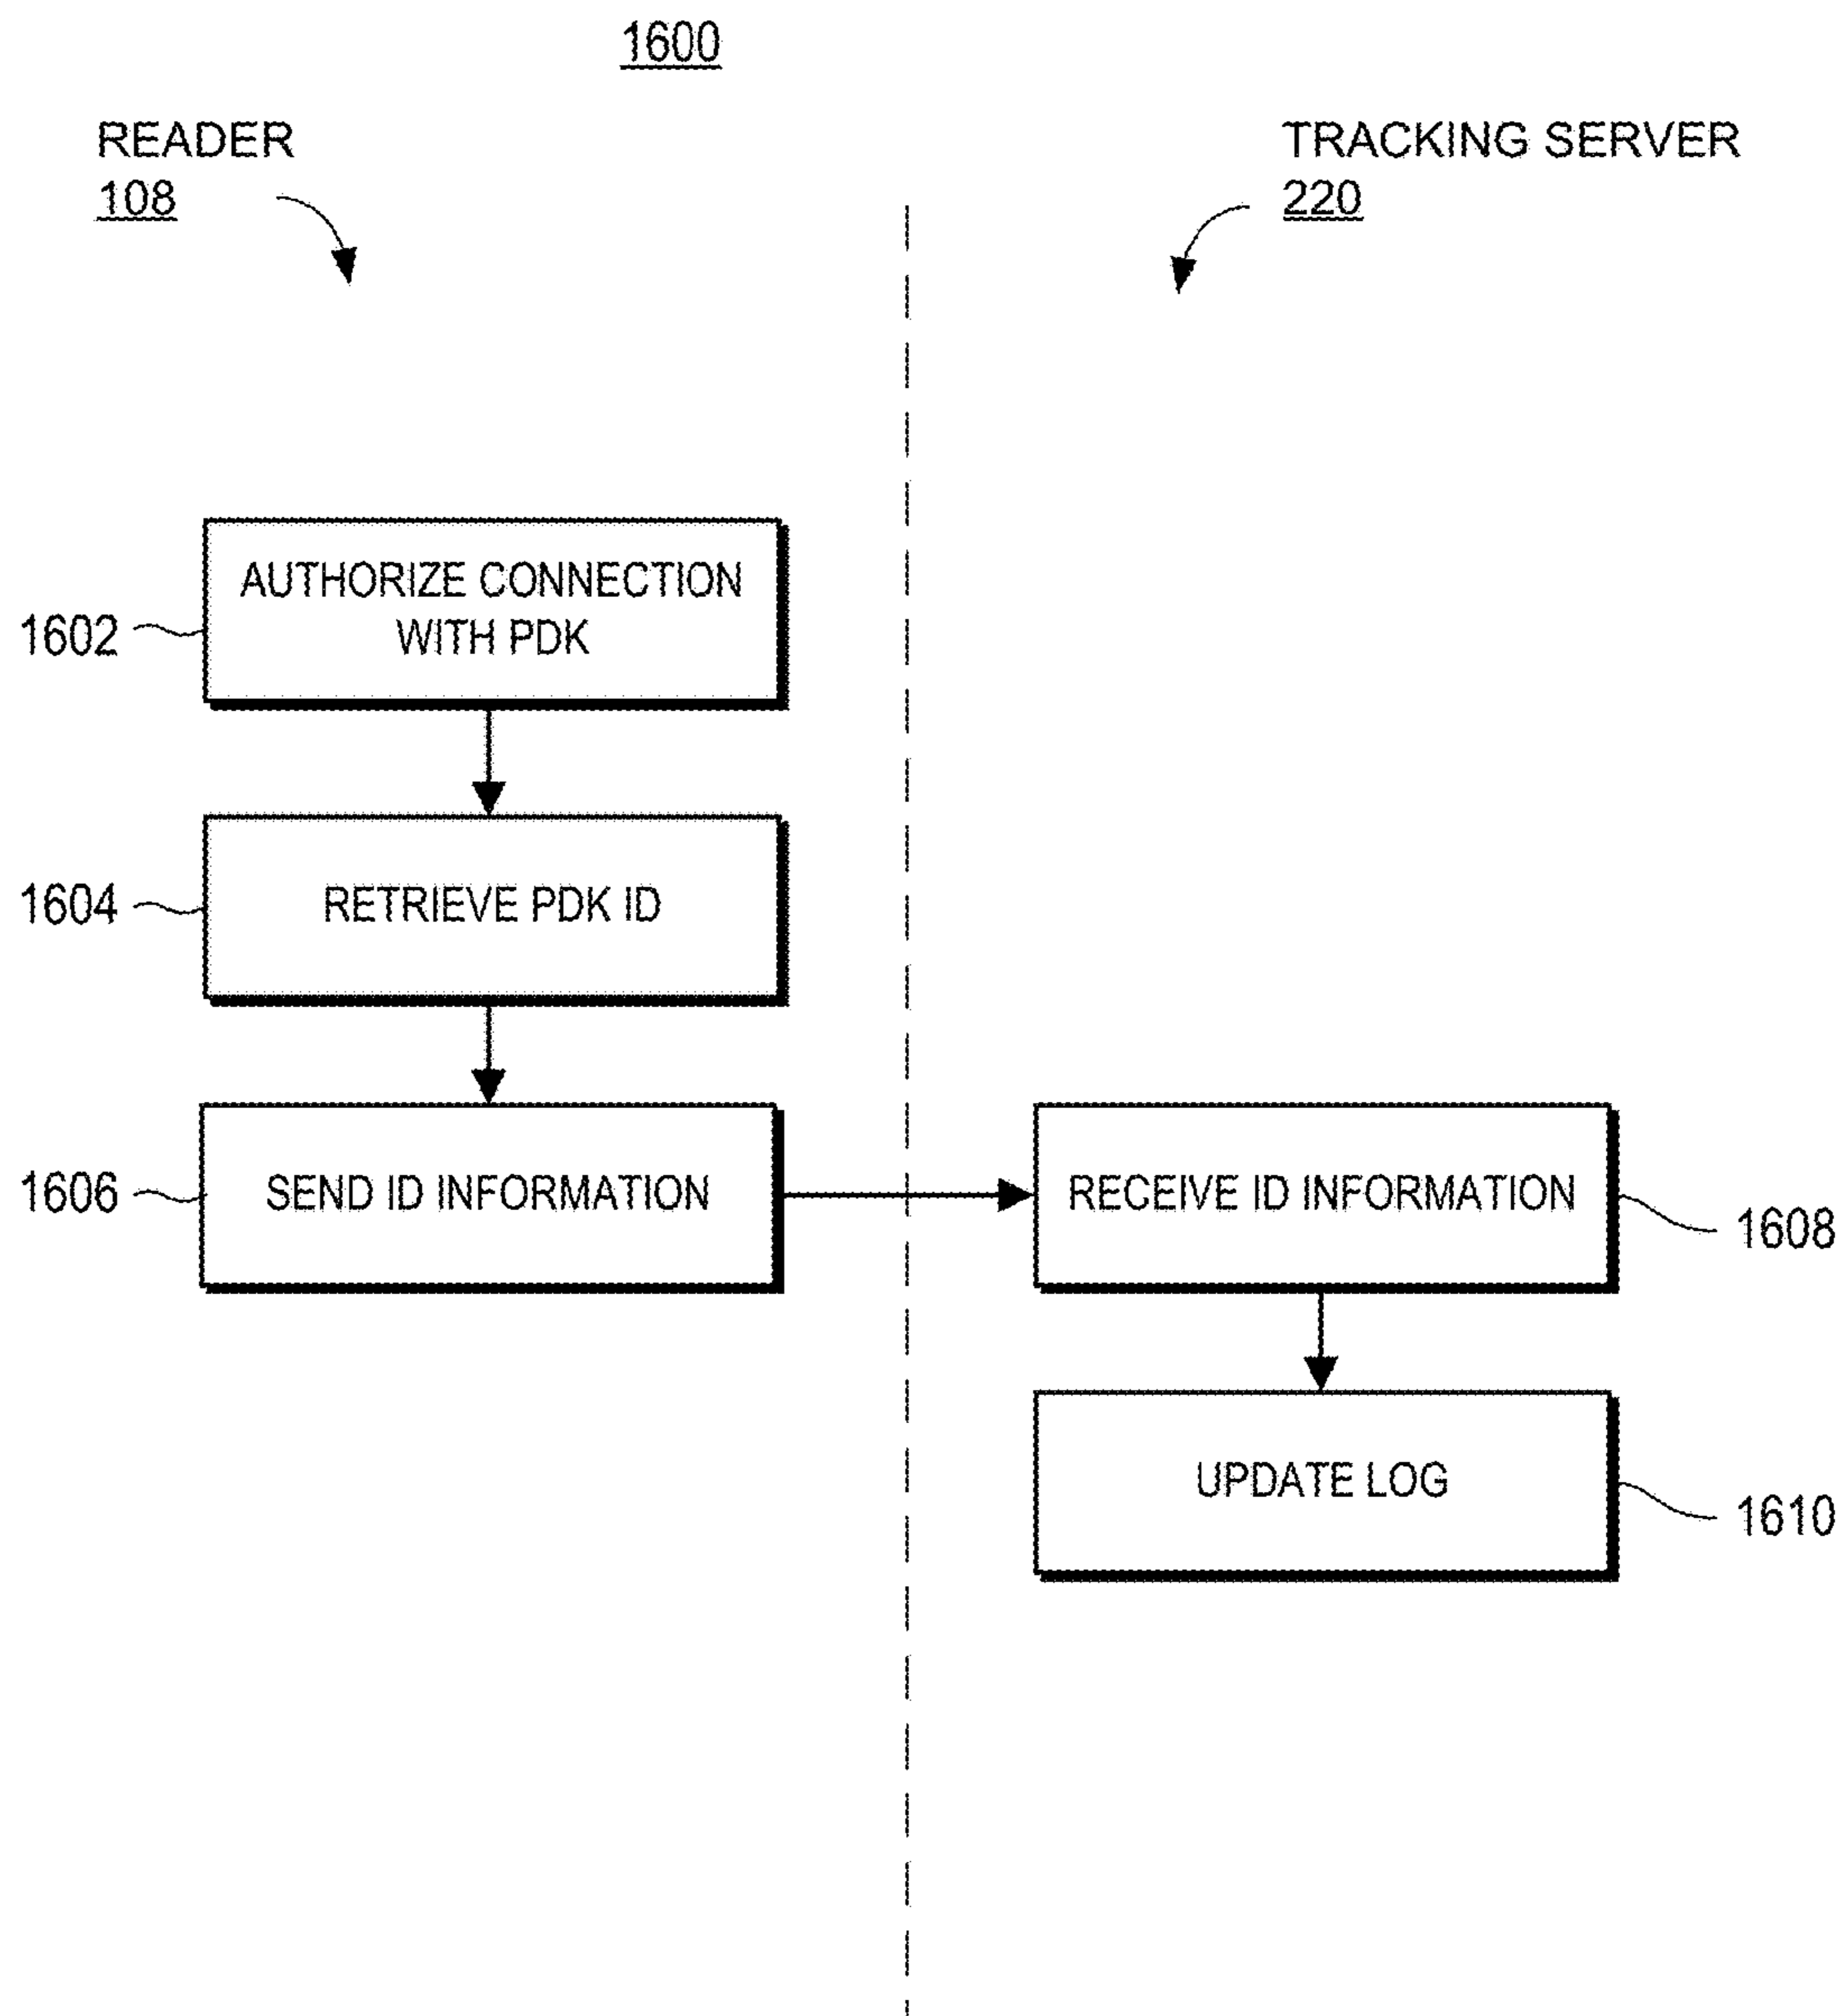 1600
READER
108
TRACKING SERVER
220
AUTHORIZE CONNECTION
WITH PDK
1602
RETRIEVE PDK ID
1604
SEND ID INFORMATION
1606
RECEIVE ID INFORMATION
1608
UPDATE LOG
1610